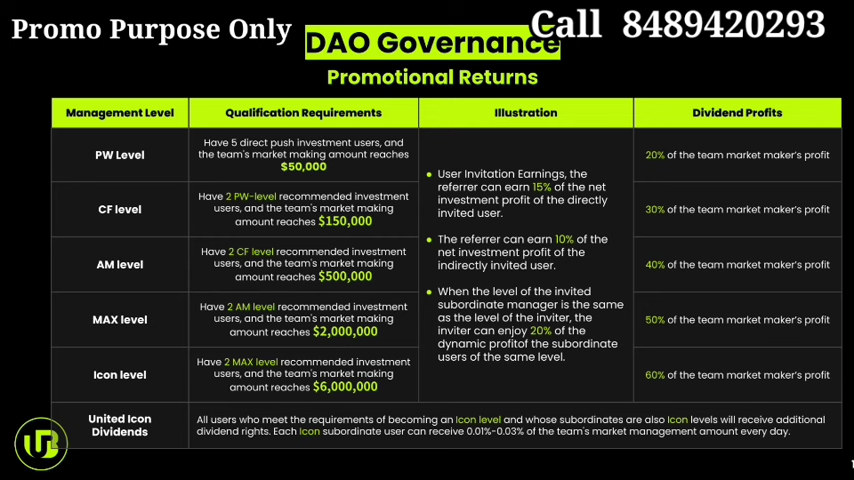 Promo Purpose Only
Call 8489420293
DAO Governance
Promotional Returns
Management Level
Qualification Requirements
Illustration
Dividend Profits
PW Level
Have 5 direct push investment users, and
the team's market making amount reaches
$50,000
20% of the team market maker's profit
CF level
Have 2 PW-level recommended investment
users, and the team's market making
amount reaches $150,000
30% of the team market maker's profit
AM level
Have 2 CF level recommended investment
users, and the team's market making
amount reaches $500,000
40% of the team market maker's profit
MAX level
Have 2 AM level recommended investment
users, and the team's market making
amount reaches $2,000,000
50% of the team market maker's profit
Icon level
Have 2 MAX level recommended investment
users, and the team's market making
amount reaches $6,000,000
60% of the team market maker's profit
User Invitation Earnings, the
referrer can earn 15% of the net
investment profit of the directly
invited user.
The referrer can earn 10% of the
net investment profit of the
indirectly invited user.
When the level of the invited
subordinate manager is the same
as the level of the inviter, the
inviter can enjoy 20% of the
dynamic profitof the subordinate
users of the same level.
United Icon
Dividends
All users who meet the requirements of becoming an Icon level and whose subordinates are also Icon levels will receive additional
dividend rights. Each Icon subordinate user can receive 0.01%-0.03% of the team's market management amount every day.
1